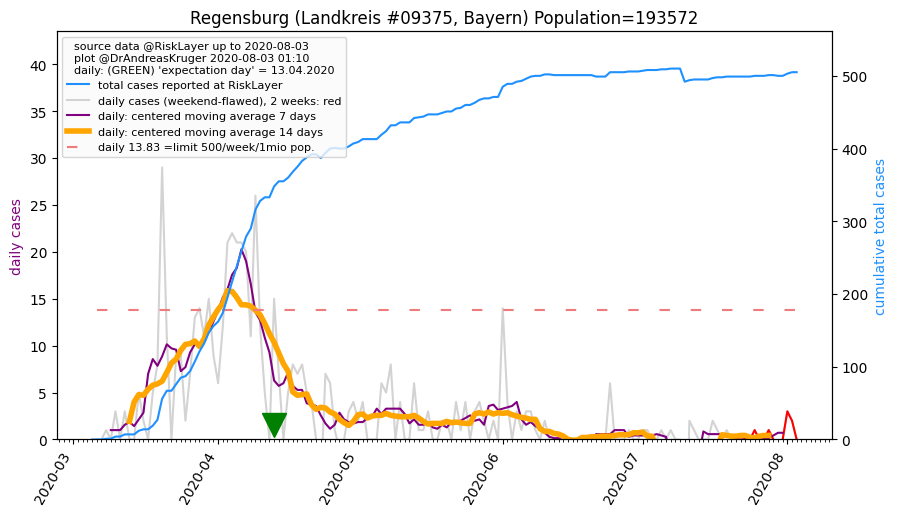 Regensburg (Landkreis #09375, Bayern) Population=193572
source data @RiskLayer up to 2020-08-03
plot @DrAndreasKruger 2020-08-03 01:10
daily: (GREEN) 'expectation day' = 13.04.2020
total cases reported at RiskLayer
daily cases (weekend-flawed), 2 weeks: red
daily: centered moving average 7 days
daily: centered moving average 14 days
daily 13.83 =limit 500/week/1mio pop.
daily cases
40
35
30
25
20
15
10
5
0
500
400
300
200
100
0
cumulative total cases
2020-03
2020-04
2020-05
2020-06
2020-07
2020-08